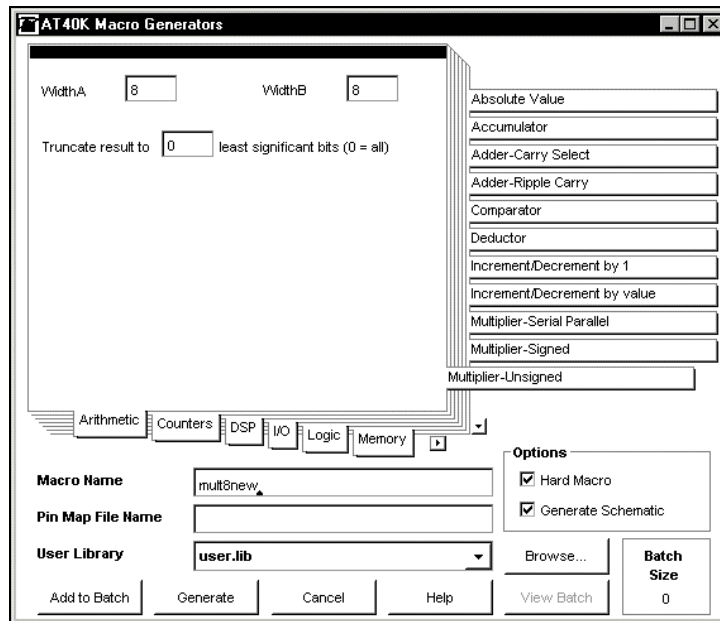 AT40K Macro Generators
WidthA 8 WidthB 8
Truncate result to 0 least significant bits (0 = all)
Absolute Value
Accumulator
Adder-Carry Select
Adder-Ripple Carry
Comparator
Deductor
Increment/Decrement by 1
Increment/Decrement by value
Multiplier-Serial Parallel
Multiplier-Signed
Multiplier-Unsigned
Arithmetic Counters DSP I/O Logic Memory
Options
Macro Name mult8new
Hard Macro
Pin Map File Name
Generate Schematic
User Library user.lib Browse...
Batch Size
0
Add to Batch Generate Cancel Help View Batch